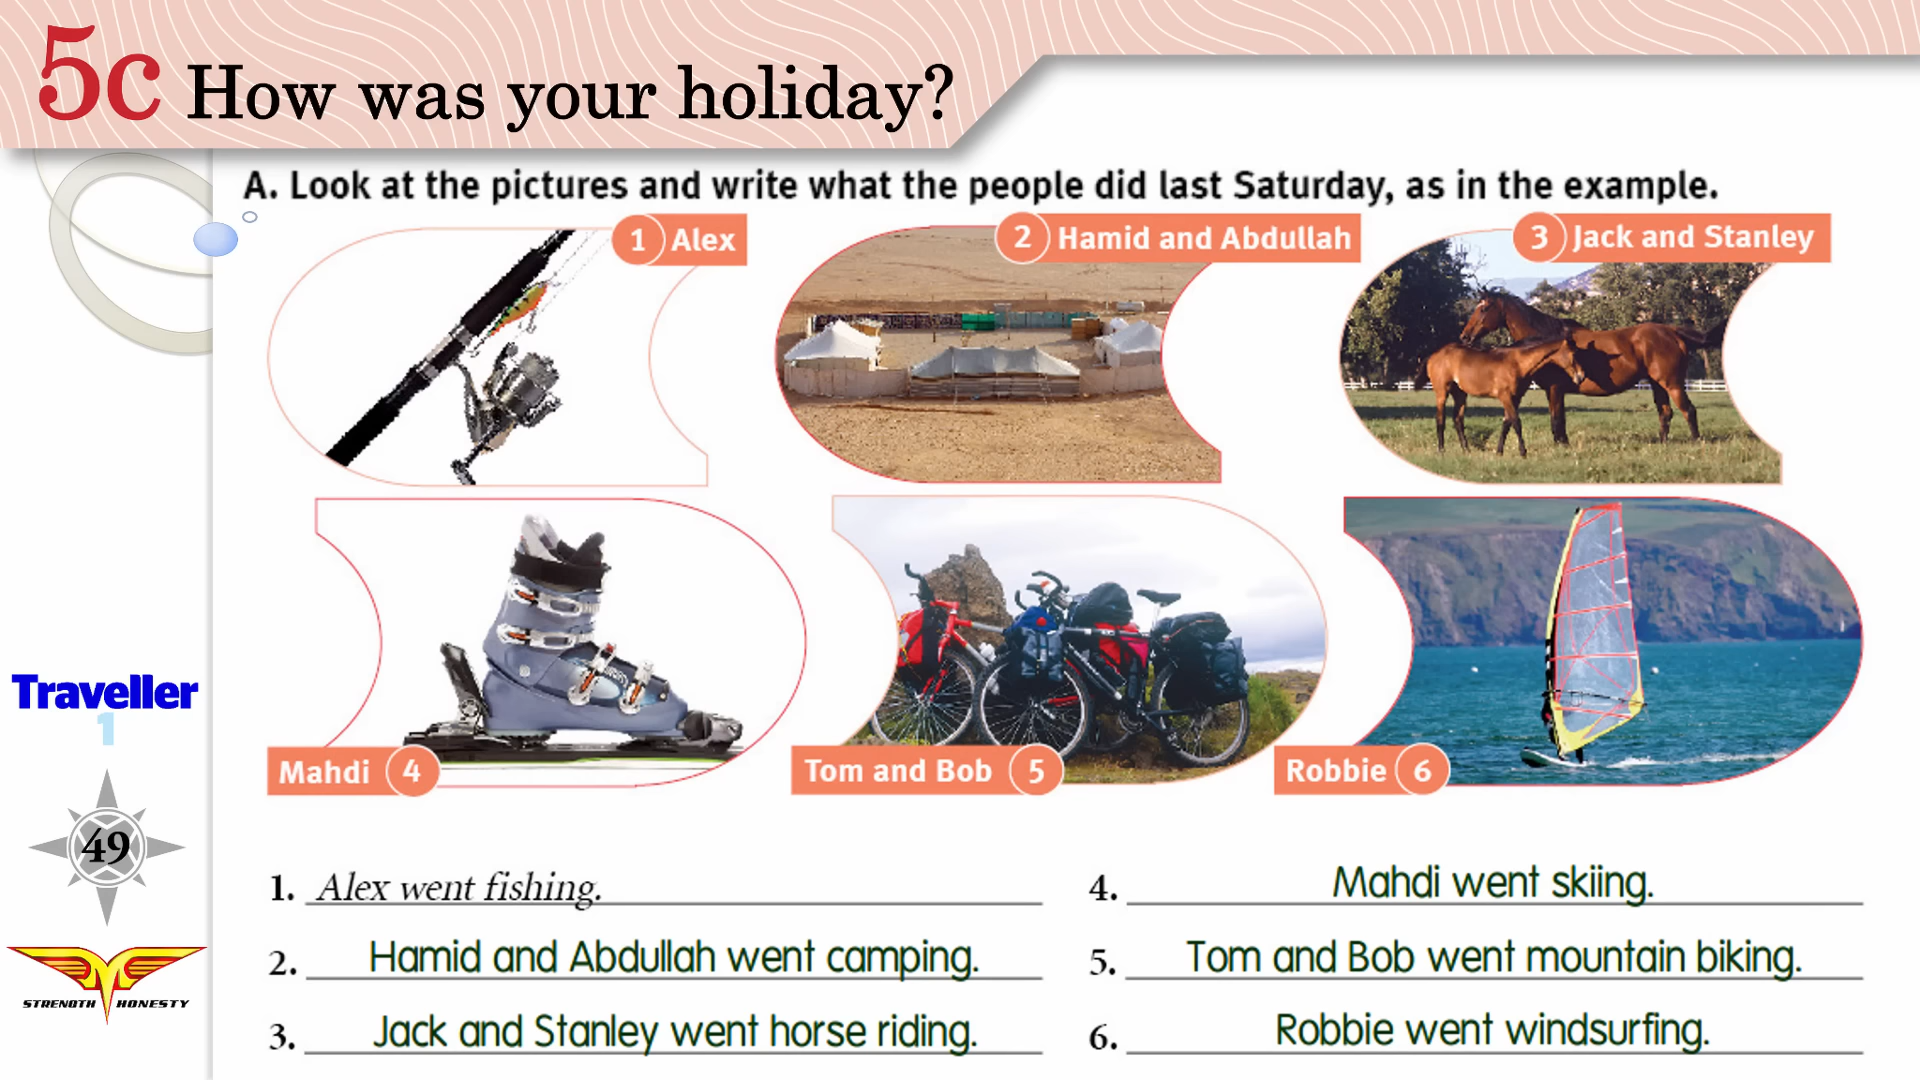 5c How was your holiday?
A. Look at the pictures and write what the people did last Saturday, as in the example.
1 Alex
2 Hamid and Abdullah
3 Jack and Stanley
Mahdi 4
Tom and Bob 5
Robbie 6
Traveller
1
49
STRENGTH HONESTY
1. Alex went fishing.
2. Hamid and Abdullah went camping.
3. Jack and Stanley went horse riding.
4. Mahdi went skiing.
5. Tom and Bob went mountain biking.
6. Robbie went windsurfing.